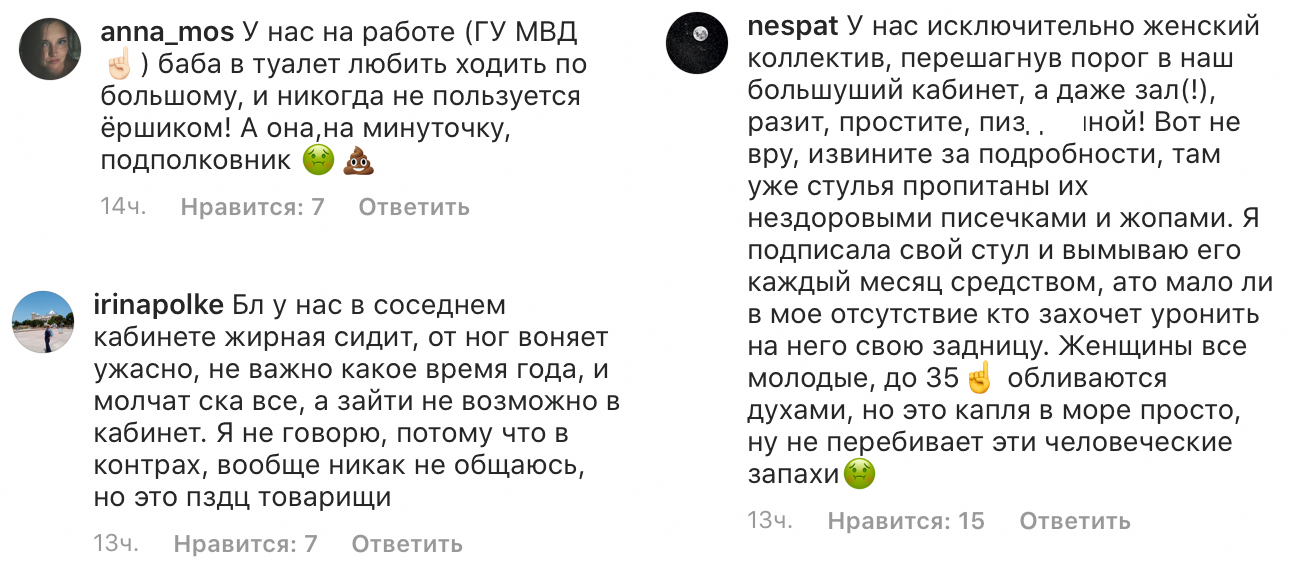 anna_mos У нас на работе (ГУ МВД
☝🏻) баба в туалет любить ходить по
большому, и никогда не пользуется
ёршиком! А она,на минуточку,
подполковник 🤢💩
14ч. Нравится: 7 Ответить
irinapolke Бл у нас в соседнем
кабинете жирная сидит, от ног воняет
ужасно, не важно какое время года, и
молчат ска все, а зайти не возможно в
кабинет. Я не говорю, потому что в
контрах, вообще никак не общаюсь,
но это пздц товарищи
13ч. Нравится: 7 Ответить
nespat У нас исключительно женский
коллектив, перешагнув порог в наш
большуший кабинет, а даже зал(!),
разит, простите, Вот не
вру, извините за подробности, там
уже стулья пропитаны их
нездоровыми писечками и жопами. Я
подписала свой стул и вымываю его
каждый месяц средством, ато мало ли
в мое отсутствие кто захочет уронить
на него свою задницу. Женщины все
молодые, до 35☝ обливаются
духами, но это капля в море просто,
ну не перебивает эти человеческие
запахи🤢
13ч. Нравится: 15 Ответить